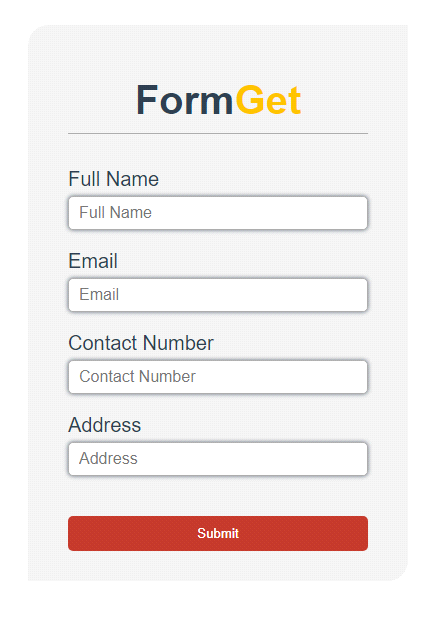 FormGet
Full Name
Full Name
Email
Email
Contact Number
Contact Number
Address
Address
Submit